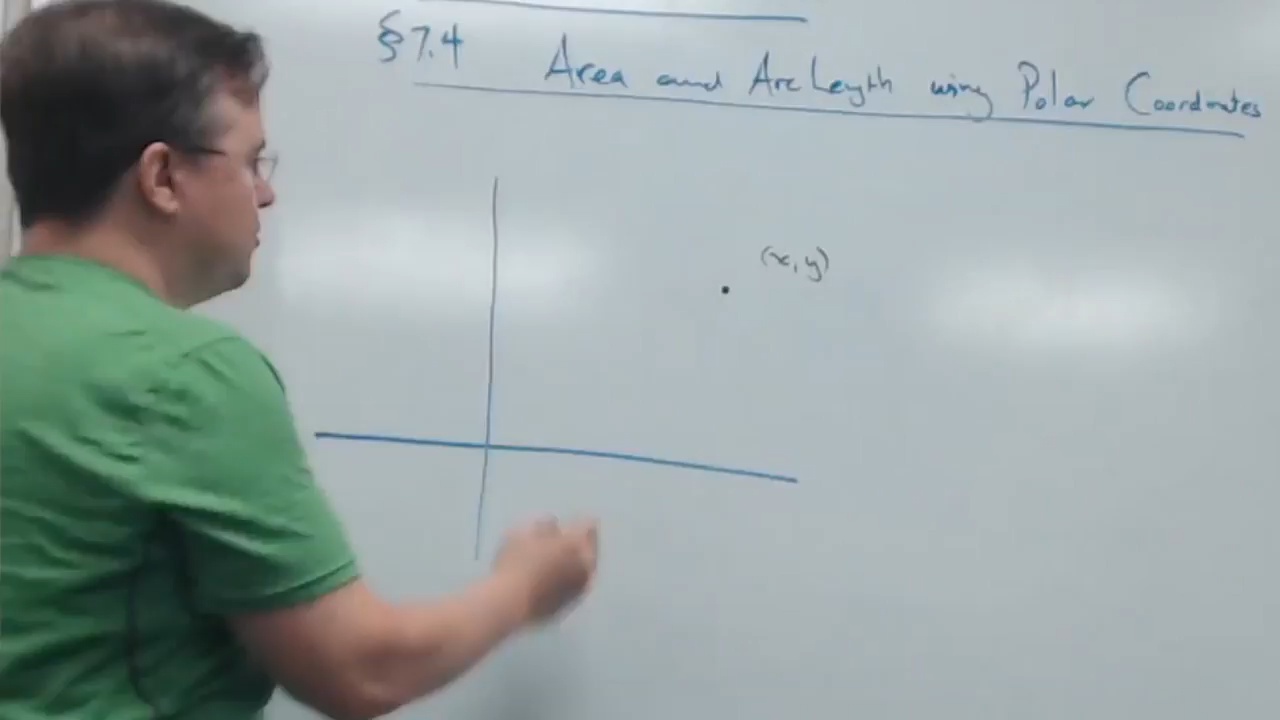 §7.4 Area and Arc Length using Polar Coordinates
(x, y)